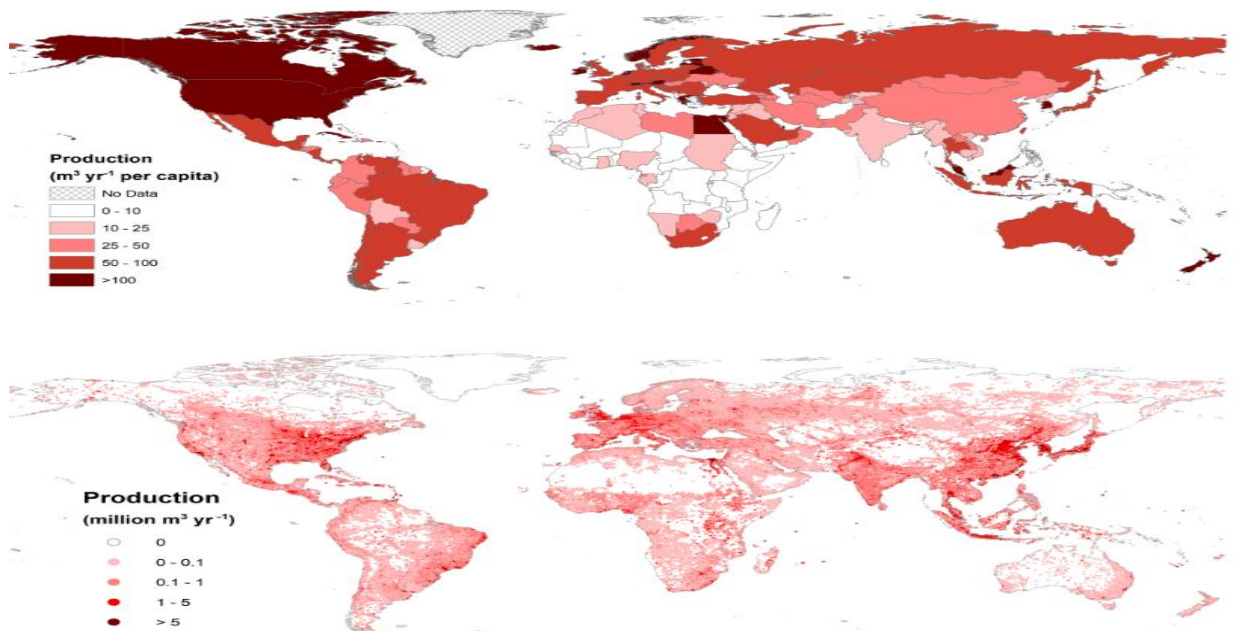 Production
(m³ yr⁻¹ per capita)
No Data
0 - 10
10 - 25
25 - 50
50 - 100
>100
Production
(million m³ yr⁻¹)
0
0 - 0.1
0.1 - 1
1 - 5
> 5